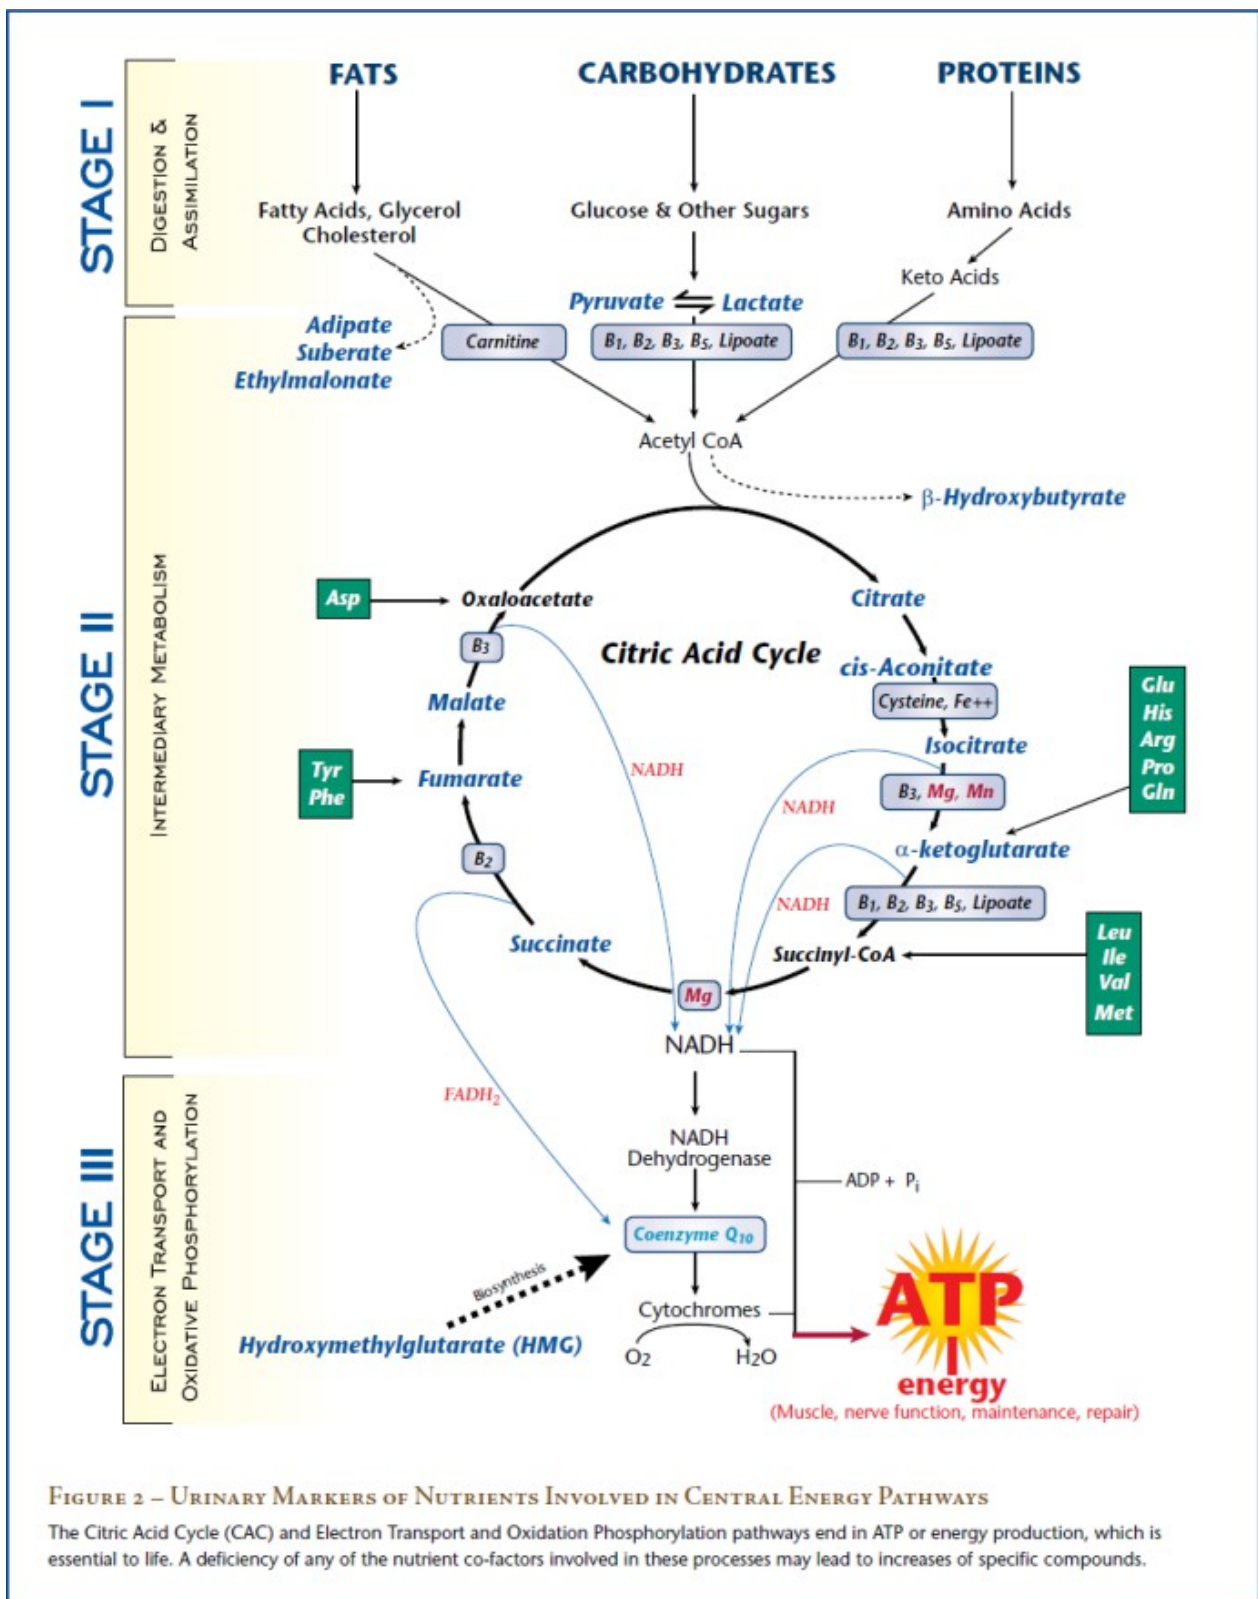 STAGE I
DIGESTION &
ASSIMILATION
FATS
CARBOHYDRATES
PROTEINS
Fatty Acids, Glycerol
Cholesterol
Glucose & Other Sugars
Amino Acids
Keto Acids
Pyruvate
Lactate
STAGE II
INTERMEDIARY METABOLISM
Adipate
Suberate
Ethylmalonate
Carnitine
B1, B2, B3, B5, Lipoate
B1, B2, B3, B5, Lipoate
Acetyl CoA
β-Hydroxybutyrate
Asp
Oxaloacetate
Citrate
Citric Acid Cycle
B3
cis-Aconitate
Cysteine, Fe++
Malate
Isocitrate
Glu
His
Arg
Pro
Gln
NADH
Tyr
Phe
Fumarate
NADH
B3, Mg, Mn
α-ketoglutarate
B2
NADH
B1, B2, B3, B5, Lipoate
Succinate
Succinyl-CoA
Leu
Ile
Val
Met
Mg
NADH
STAGE III
ELECTRON TRANSPORT AND
OXIDATIVE PHOSPHORYLATION
FADH2
NADH
Dehydrogenase
ADP + Pi
Coenzyme Q10
Biosynthesis
Cytochromes
Hydroxymethylglutarate (HMG)
O2
H2O
ATP
energy
(Muscle, nerve function, maintenance, repair)
FIGURE 2 – URINARY MARKERS OF NUTRIENTS INVOLVED IN CENTRAL ENERGY PATHWAYS
The Citric Acid Cycle (CAC) and Electron Transport and Oxidation Phosphorylation pathways end in ATP or energy production, which is
essential to life. A deficiency of any of the nutrient co-factors involved in these processes may lead to increases of specific compounds.